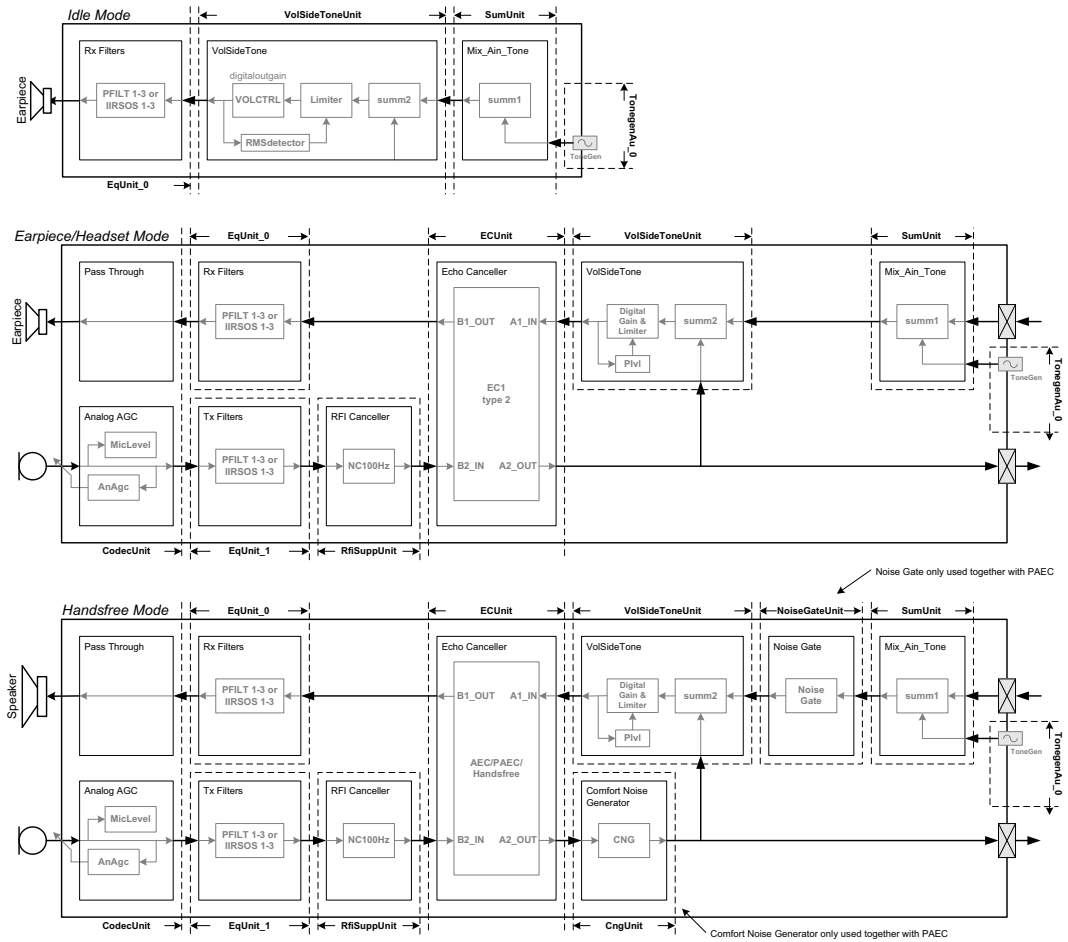 Idle Mode
VolSideToneUnit
SumUnit
Rx Filters
VolSideTone
Mix_Ain_Tone
digitaloutgain
Earpiece
PFILT 1-3 or
IIRSOS 1-3
VOLCTRL
Limiter
summ2
summ1
RMSdetector
ToneGen
TonegenAu_0
EqUnit_0
Earpiece/Headset Mode
EqUnit_0
ECUnit
VolSideToneUnit
SumUnit
Pass Through
Rx Filters
Echo Canceller
VolSideTone
Mix_Ain_Tone
Earpiece
PFILT 1-3 or
IIRSOS 1-3
B1_OUT
A1_IN
Digital
Gain &
Limiter
summ2
summ1
Plvl
ToneGen
TonegenAu_0
EC1
type 2
Analog AGC
Tx Filters
RFI Canceller
MicLevel
AnAgc
PFILT 1-3 or
IIRSOS 1-3
NC100Hz
B2_IN
A2_OUT
CodecUnit
EqUnit_1
RfiSuppUnit
Noise Gate only used together with PAEC
Handsfree Mode
EqUnit_0
ECUnit
VolSideToneUnit
NoiseGateUnit
SumUnit
Pass Through
Rx Filters
Echo Canceller
VolSideTone
Noise Gate
Mix_Ain_Tone
Speaker
PFILT 1-3 or
IIRSOS 1-3
B1_OUT
A1_IN
Digital
Gain &
Limiter
summ2
Noise
Gate
summ1
Plvl
ToneGen
TonegenAu_0
AEC/PAEC/
Handsfree
Analog AGC
Tx Filters
RFI Canceller
Comfort Noise
Generator
MicLevel
AnAgc
PFILT 1-3 or
IIRSOS 1-3
NC100Hz
B2_IN
A2_OUT
CNG
CodecUnit
EqUnit_1
RfiSuppUnit
CngUnit
Comfort Noise Generator only used together with PAEC